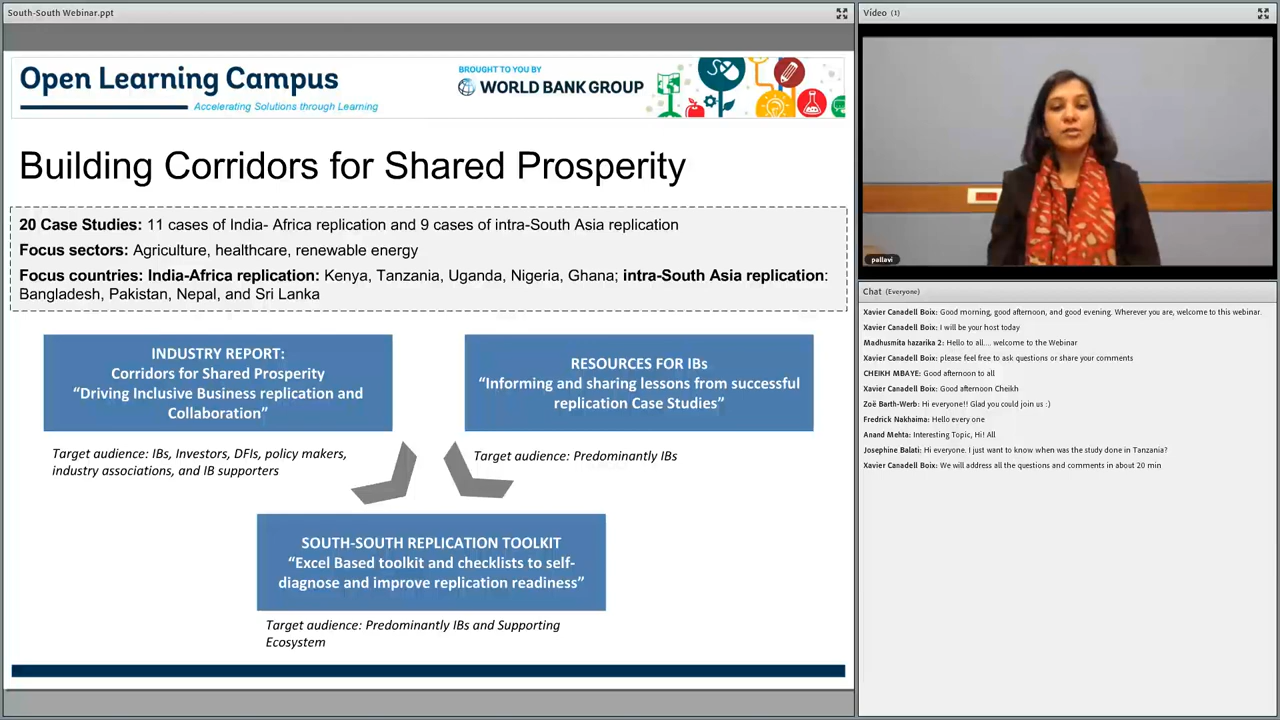 South-South Webinar.ppt
Open Learning Campus
Accelerating Solutions through Learning
BROUGHT TO YOU BY
WORLD BANK GROUP
Building Corridors for Shared Prosperity
20 Case Studies: 11 cases of India- Africa replication and 9 cases of intra-South Asia replication
Focus sectors: Agriculture, healthcare, renewable energy
Focus countries: India-Africa replication: Kenya, Tanzania, Uganda, Nigeria, Ghana; intra-South Asia replication:
Bangladesh, Pakistan, Nepal, and Sri Lanka
INDUSTRY REPORT:
Corridors for Shared Prosperity
“Driving Inclusive Business replication and
Collaboration”
Target audience: IBs, Investors, DFIs, policy makers,
industry associations, and IB supporters
RESOURCES FOR IBs
“Informing and sharing lessons from successful
replication Case Studies”
Target audience: Predominantly IBs
SOUTH-SOUTH REPLICATION TOOLKIT
“Excel Based toolkit and checklists to self-
diagnose and improve replication readiness”
Target audience: Predominantly IBs and Supporting
Ecosystem
Video (1)
pallavi
Chat (Everyone)
Xavier Canadell Boix: Good morning, good afternoon, and good evening. Wherever you are, welcome to this webinar.
Xavier Canadell Boix: I will be your host today
Madhusmita hazarika 2: Hello to all.... welcome to the Webinar
Xavier Canadell Boix: please feel free to ask questions or share your comments
CHEIKH MBAYE: Good afternoon to all
Xavier Canadell Boix: Good afternoon Cheikh
Zoë Barth-Werb: Hi everyone!! Glad you could join us :)
Fredrick Nakhaima: Hello every one
Anand Mehta: Interesting Topic, Hi! All
Josephine Balati: Hi everyone. I just want to know when was the study done in Tanzania?
Xavier Canadell Boix: We will address all the questions and comments in about 20 min